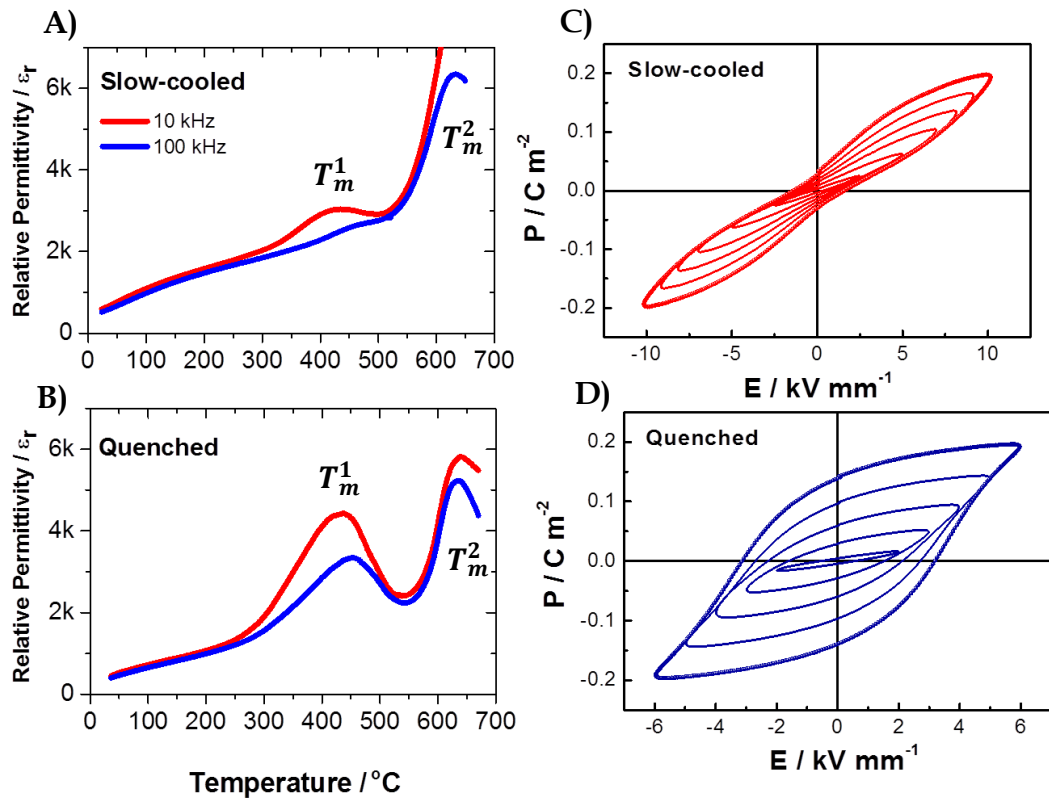 A)
Relative Permittivity / εr
6k
4k
2k
0
Slow-cooled
10 kHz
100 kHz
T_m^1
T_m^2
0 100 200 300 400 500 600 700
B)
Relative Permittivity / εr
6k
4k
2k
0
Quenched
T_m^1
T_m^2
0 100 200 300 400 500 600 700
Temperature / °C
C)
P / C m⁻²
0.2
0.1
0.0
-0.1
-0.2
Slow-cooled
-10 -5 0 5 10
E / kV mm⁻¹
D)
P / C m⁻²
0.2
0.1
0.0
-0.1
-0.2
Quenched
-6 -4 -2 0 2 4 6
E / kV mm⁻¹